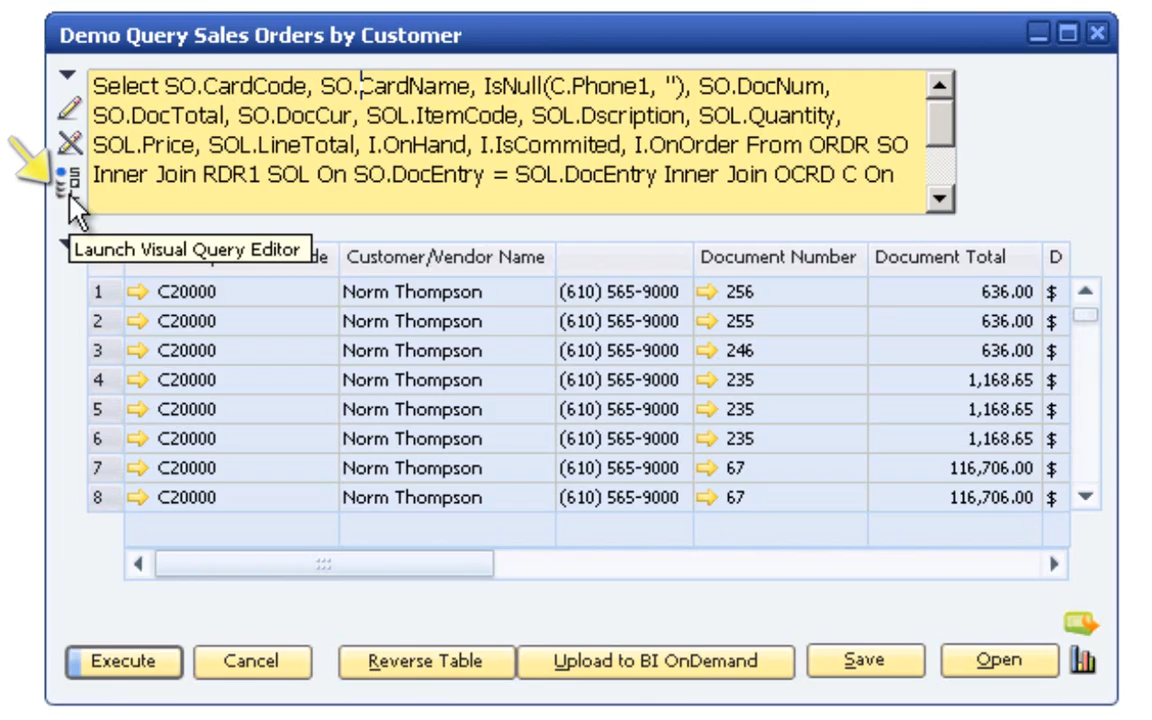 Demo Query Sales Orders by Customer
Select SO.CardCode, SO.CardName, IsNull(C.Phone1, ''), SO.DocNum,
SO.DocTotal, SO.DocCur, SOL.ItemCode, SOL.Dscription, SOL.Quantity,
SOL.Price, SOL.LineTotal, I.OnHand, I.IsCommited, I.OnOrder From ORDR SO
Inner Join RDR1 SOL On SO.DocEntry = SOL.DocEntry Inner Join OCRD C On
SQL
Launch Visual Query Editor
de Customer/Vendor Name Document Number Document Total D
1 C20000 Norm Thompson (610) 565-9000 256 636.00 $
2 C20000 Norm Thompson (610) 565-9000 255 636.00 $
3 C20000 Norm Thompson (610) 565-9000 246 636.00 $
4 C20000 Norm Thompson (610) 565-9000 235 1,168.65 $
5 C20000 Norm Thompson (610) 565-9000 235 1,168.65 $
6 C20000 Norm Thompson (610) 565-9000 235 1,168.65 $
7 C20000 Norm Thompson (610) 565-9000 67 116,706.00 $
8 C20000 Norm Thompson (610) 565-9000 67 116,706.00 $
Execute Cancel Reverse Table Upload to BI OnDemand Save Open